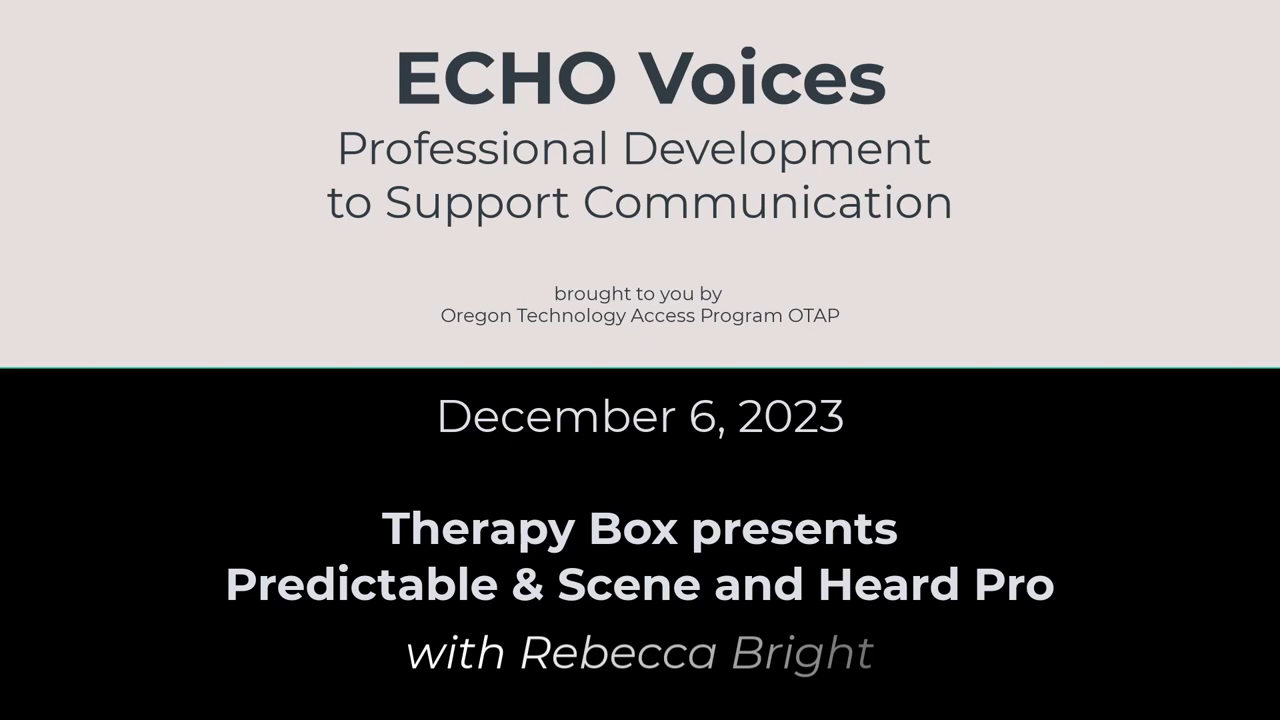 ECHO Voices
Professional Development
to Support Communication
brought to you by
Oregon Technology Access Program OTAP
December 6, 2023
Therapy Box presents
Predictable & Scene and Heard Pro
with Rebecca Bright